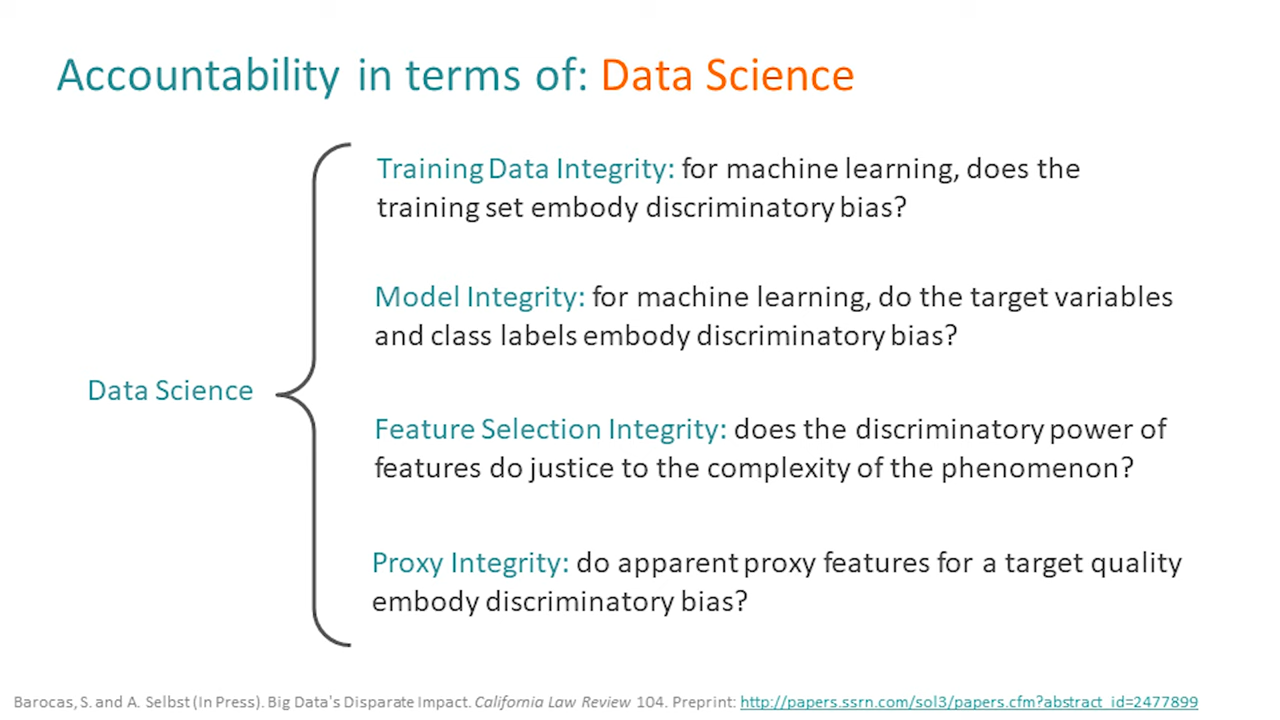 Accountability in terms of: Data Science
Training Data Integrity: for machine learning, does the
training set embody discriminatory bias?
Model Integrity: for machine learning, do the target variables
and class labels embody discriminatory bias?
Data Science
Feature Selection Integrity: does the discriminatory power of
features do justice to the complexity of the phenomenon?
Proxy Integrity: do apparent proxy features for a target quality
embody discriminatory bias?
Barocas, S. and A. Selbst (In Press). Big Data's Disparate Impact. California Law Review 104. Preprint: http://papers.ssrn.com/sol3/papers.cfm?abstract_id=2477899